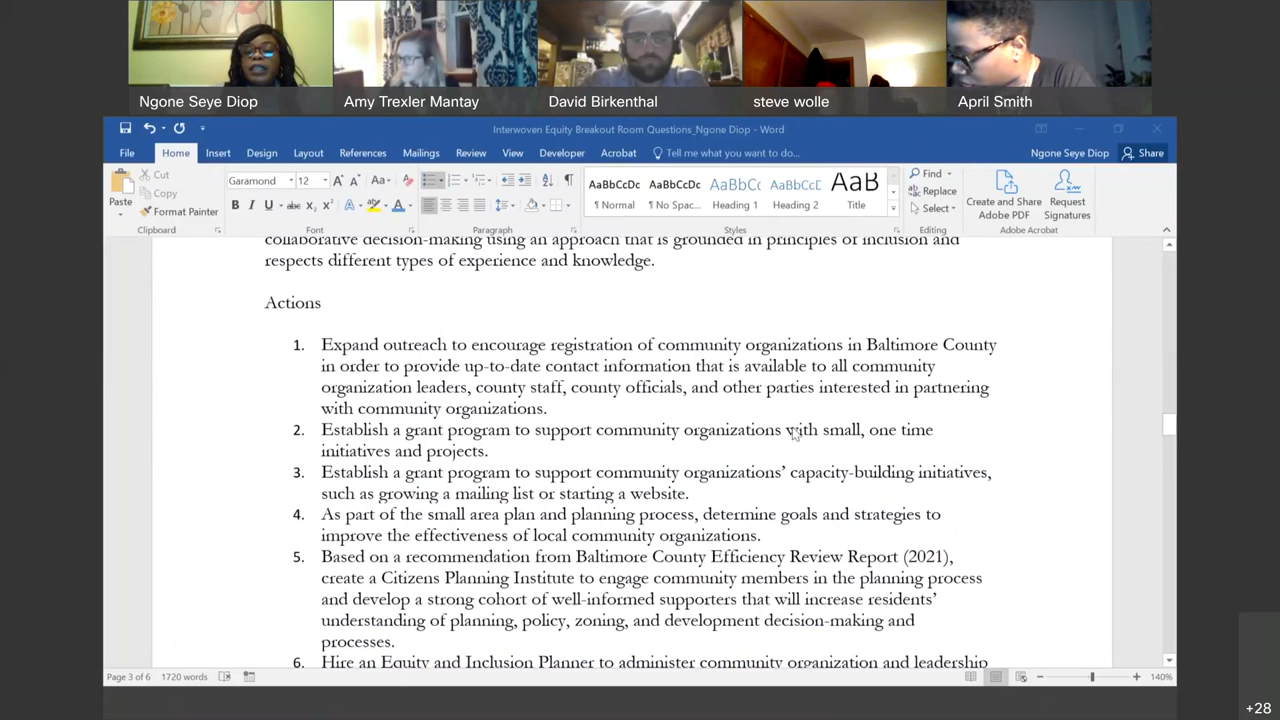 Ngone Seye Diop
Amy Trexler Mantay
David Birkenthal
steve wolle
April Smith
Interwoven Equity Breakout Room Questions_Ngone Diop - Word
File Home Insert Design Layout References Mailings Review View Developer Acrobat Tell me what you want to do... Ngone Seye Diop Share
Paste
Cut
Copy
Format Painter
Clipboard
Garamond 12
Font
Paragraph
AaBbCcDc AaBbCcDc AaBbCc AaBbCcD AaB
¶ Normal ¶ No Spac... Heading 1 Heading 2 Title
Styles
Find
Replace
Select
Editing
Create and Share
Adobe PDF
Request
Signatures
Adobe Acrobat
collaborative decision-making using an approach that is grounded in principles of inclusion and
respects different types of experience and knowledge.
Actions
1. Expand outreach to encourage registration of community organizations in Baltimore County
in order to provide up-to-date contact information that is available to all community
organization leaders, county staff, county officials, and other parties interested in partnering
with community organizations.
2. Establish a grant program to support community organizations with small, one time
initiatives and projects.
3. Establish a grant program to support community organizations’ capacity-building initiatives,
such as growing a mailing list or starting a website.
4. As part of the small area plan and planning process, determine goals and strategies to
improve the effectiveness of local community organizations.
5. Based on a recommendation from Baltimore County Efficiency Review Report (2021),
create a Citizens Planning Institute to engage community members in the planning process
and develop a strong cohort of well-informed supporters that will increase residents’
understanding of planning, policy, zoning, and development decision-making and
processes.
6. Hire an Equity and Inclusion Planner to administer community organization and leadership
Page 3 of 6 1720 words 140%
+28